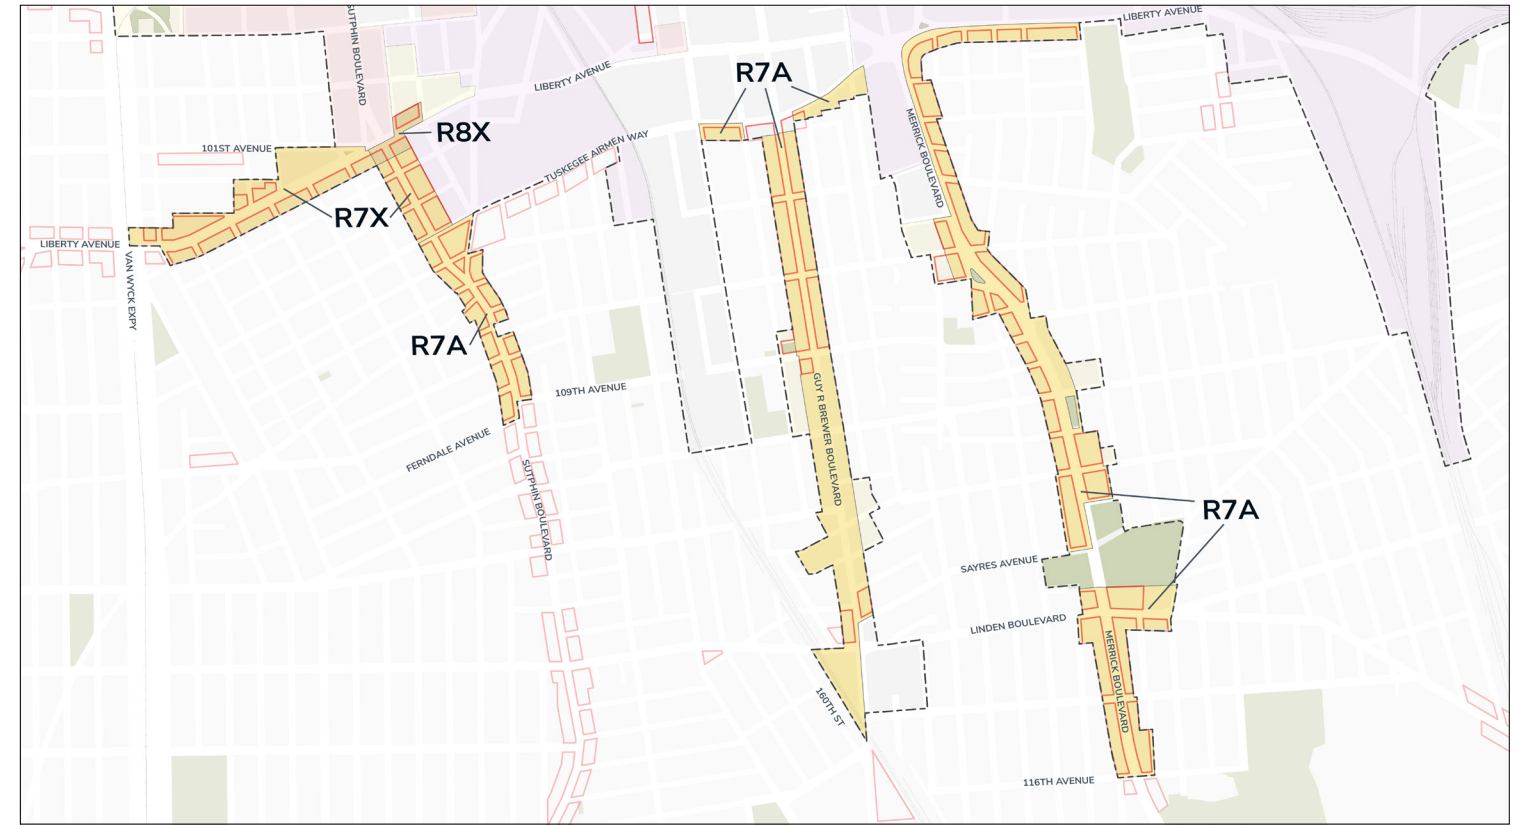 LIBERTY AVENUE
SUTPHIN BOULEVARD
LIBERTY AVENUE
R7A
R8X
MERRICK BOULEVARD
101ST AVENUE
TUSKEGEE AIRMEN WAY
R7X
LIBERTY AVENUE
VAN WYCK EXPY
R7A
109TH AVENUE
GUY R BREWER BOULEVARD
FERNDALE AVENUE
SUTPHIN BOULEVARD
R7A
SAYRES AVENUE
LINDEN BOULEVARD
MERRICK BOULEVARD
160TH ST
116TH AVENUE